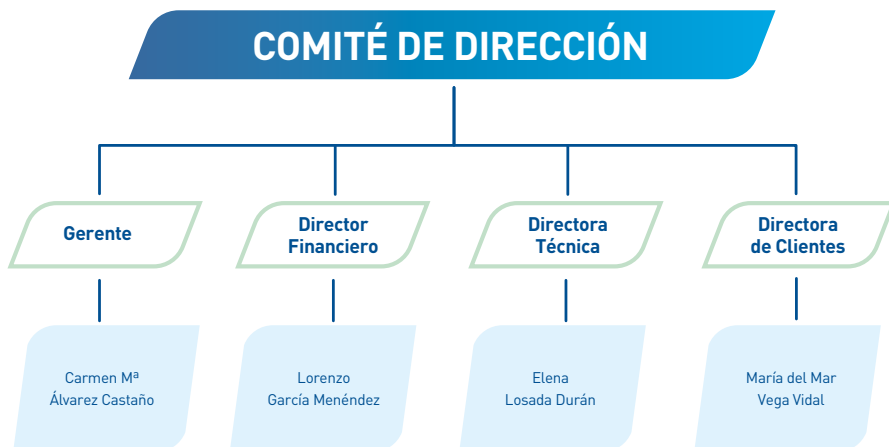 COMITÉ DE DIRECCIÓN
Gerente
Director
Financiero
Directora
Técnica
Directora
de Clientes
Carmen Mª
Álvarez Castaño
Lorenzo
García Menéndez
Elena
Losada Durán
María del Mar
Vega Vidal